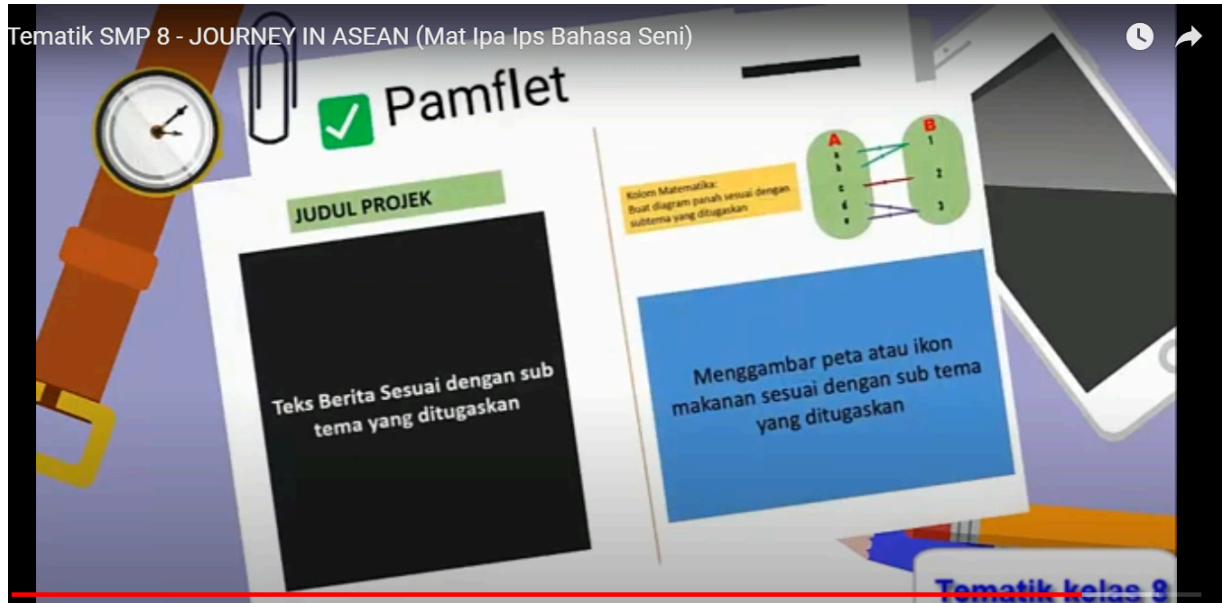 Tematik SMP 8 - JOURNEY IN ASEAN (Mat Ipa Ips Bahasa Seni)
Pamflet
JUDUL PROJEK
Teks Berita Sesuai dengan sub
tema yang ditugaskan
Kolom Matematika:
Buat diagram panah sesuai dengan
subtema yang ditugaskan
A
a
b
c
d
e
B
1
2
3
Menggambar peta atau ikon
makanan sesuai dengan sub tema
yang ditugaskan
Tematik kelas 8